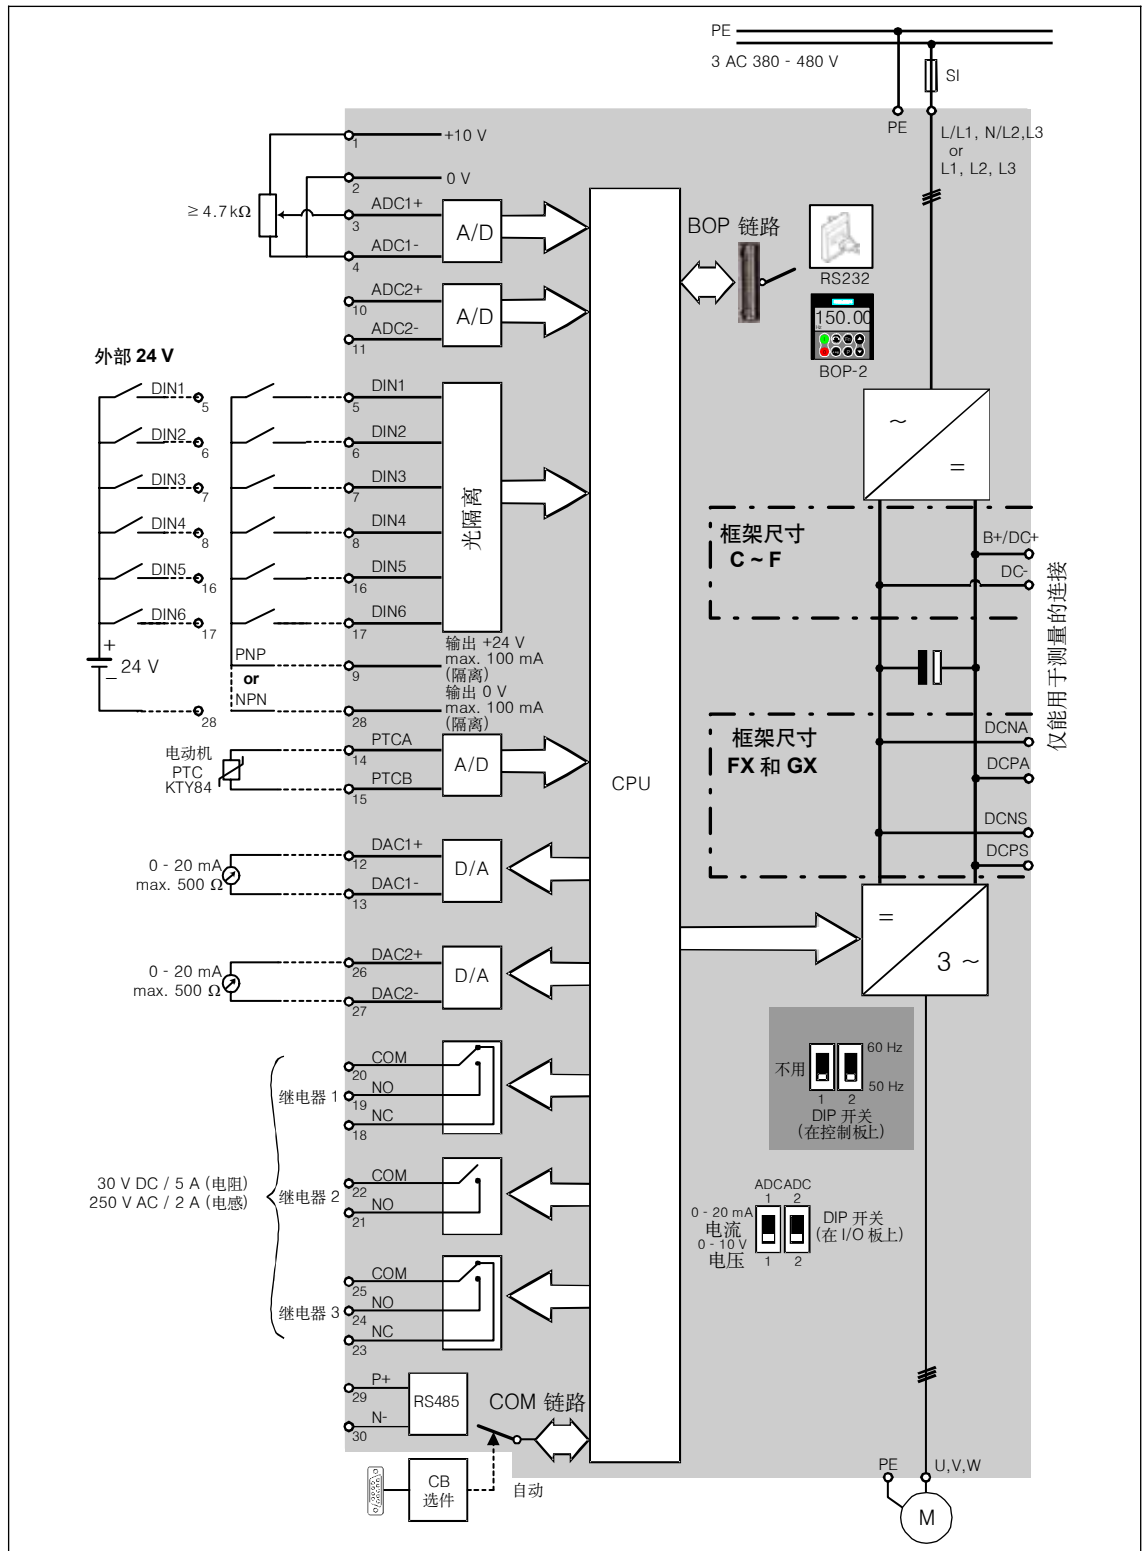 PE
3 AC 380 - 480 V
SI
PE
L/L1, N/L2,L3
or
L1, L2, L3
1
+10 V
2
0 V
≥ 4.7 kΩ
3
ADC1+
4
ADC1-
A/D
10
ADC2+
11
ADC2-
A/D
BOP 链路
RS232
150.00
Hz
BOP-2
外部 24 V
DIN1
5
DIN2
6
DIN3
7
DIN4
8
DIN5
16
DIN6
17
+
24 V
−
28
PNP
or
NPN
DIN1
5
DIN2
6
DIN3
7
DIN4
8
DIN5
16
DIN6
17
光隔离
输出 +24 V
max. 100 mA
(隔离)
9
输出 0 V
max. 100 mA
(隔离)
28
电动机
PTC
KTY84
PTCA
14
PTCB
15
A/D
CPU
~
=
框架尺寸
C ~ F
B+/DC+
DC-
仅能用于测量的连接
框架尺寸
FX 和 GX
DCNA
DCPA
DCNS
DCPS
=
3 ~
0 - 20 mA
max. 500 Ω
DAC1+
12
DAC1-
13
D/A
0 - 20 mA
max. 500 Ω
DAC2+
26
DAC2-
27
D/A
不用
60 Hz
50 Hz
1 2
DIP 开关
(在控制板上)
30 V DC / 5 A (电阻)
250 V AC / 2 A (电感)
继电器 1
COM
20
NO
19
NC
18
继电器 2
COM
22
NO
21
继电器 3
COM
25
NO
24
NC
23
ADC ADC
1 2
0 - 20 mA
电流
0 - 10 V
电压
1 2
DIP 开关
(在 I/O 板上)
P+
29
N-
30
RS485
COM 链路
CB
选件
自动
PE
U,V,W
M